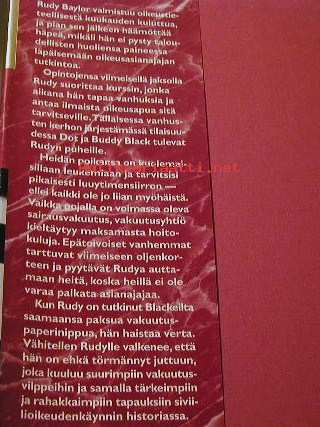 Rudy Baylor valmistuu oikeustie-
teellisestä kuukauden kuluttua,
ja pian sen jälkeen häämöttää
häpeä, mikäli hän ei pysty talou-
dellisten huoliensa paineessa
läpäisemään oikeusasianajajan
tutkintoa.
Opintojensa viimeisellä jaksolla
Rudy suorittaa kurssin, jonka
aikana hän tapaa vanhuksia ja
antaa ilmaista oikeusapua sitä
tarvitseville. Tällaisessa vanhus-
ten kerhon järjestämässä tilaisuu-
dessa Dot ja Buddy Black tulevat
Rudyn puheille.
Heidän poikansa on kuolemai-
sillaan leukemiaan ja tarvitsisi
pikaisesti luuytimensiirron —
ellei kaikki ole jo liian myöhäistä.
Vaikka pojalla on voimassa oleva
sairausvakuutus, vakuutusyhtiö
kieltäytyy maksamasta hoito-
kuluja. Epätoivoiset vanhemmat
tarttuvat viimeiseen oljenkor-
teen ja pyytävät Rudya autta-
maan heitä, koska heillä ei ole
varaa palkata asianajajaa.
Kun Rudy on tutkinut Blackeilta
saamaansa paksua vakuutus-
paperinippua, hän haistaa verta.
Vähitellen Rudylle valkenee, että
hän on ehkä törmännyt juttuun,
joka kuuluu suurimpiin vakuutus-
vilppeihin ja samalla tärkeimpiin
ja rahakkaimpiin tapauksiin sivii-
lioikeudenkäynnin historiassa.